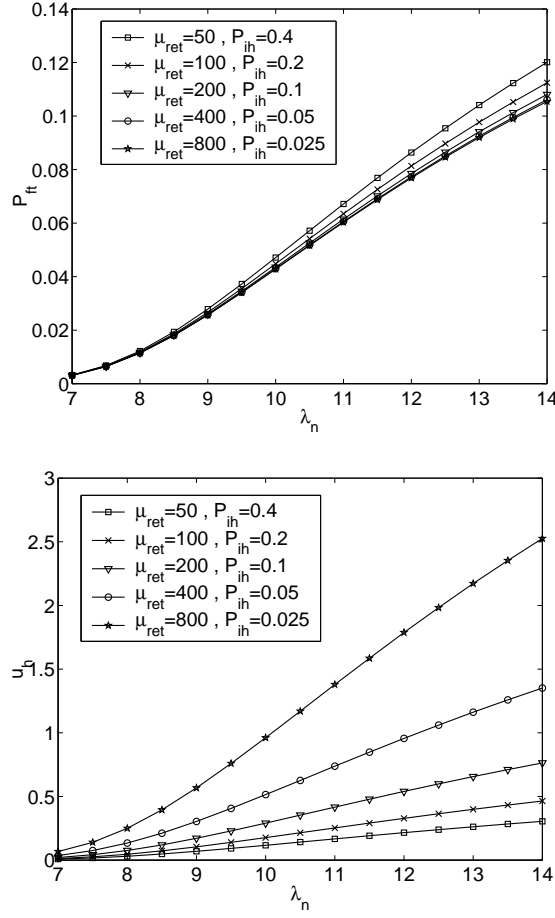 0.14
0.12
0.1
0.08
0.06
0.04
0.02
0
P_ft
μ_ret=50 , P_ih=0.4
μ_ret=100 , P_ih=0.2
μ_ret=200 , P_ih=0.1
μ_ret=400 , P_ih=0.05
μ_ret=800 , P_ih=0.025
7 8 9 10 11 12 13 14
λ_n
3
2.5
2
1.5
1
0.5
0
u_h
μ_ret=50 , P_ih=0.4
μ_ret=100 , P_ih=0.2
μ_ret=200 , P_ih=0.1
μ_ret=400 , P_ih=0.05
μ_ret=800 , P_ih=0.025
7 8 9 10 11 12 13 14
λ_n